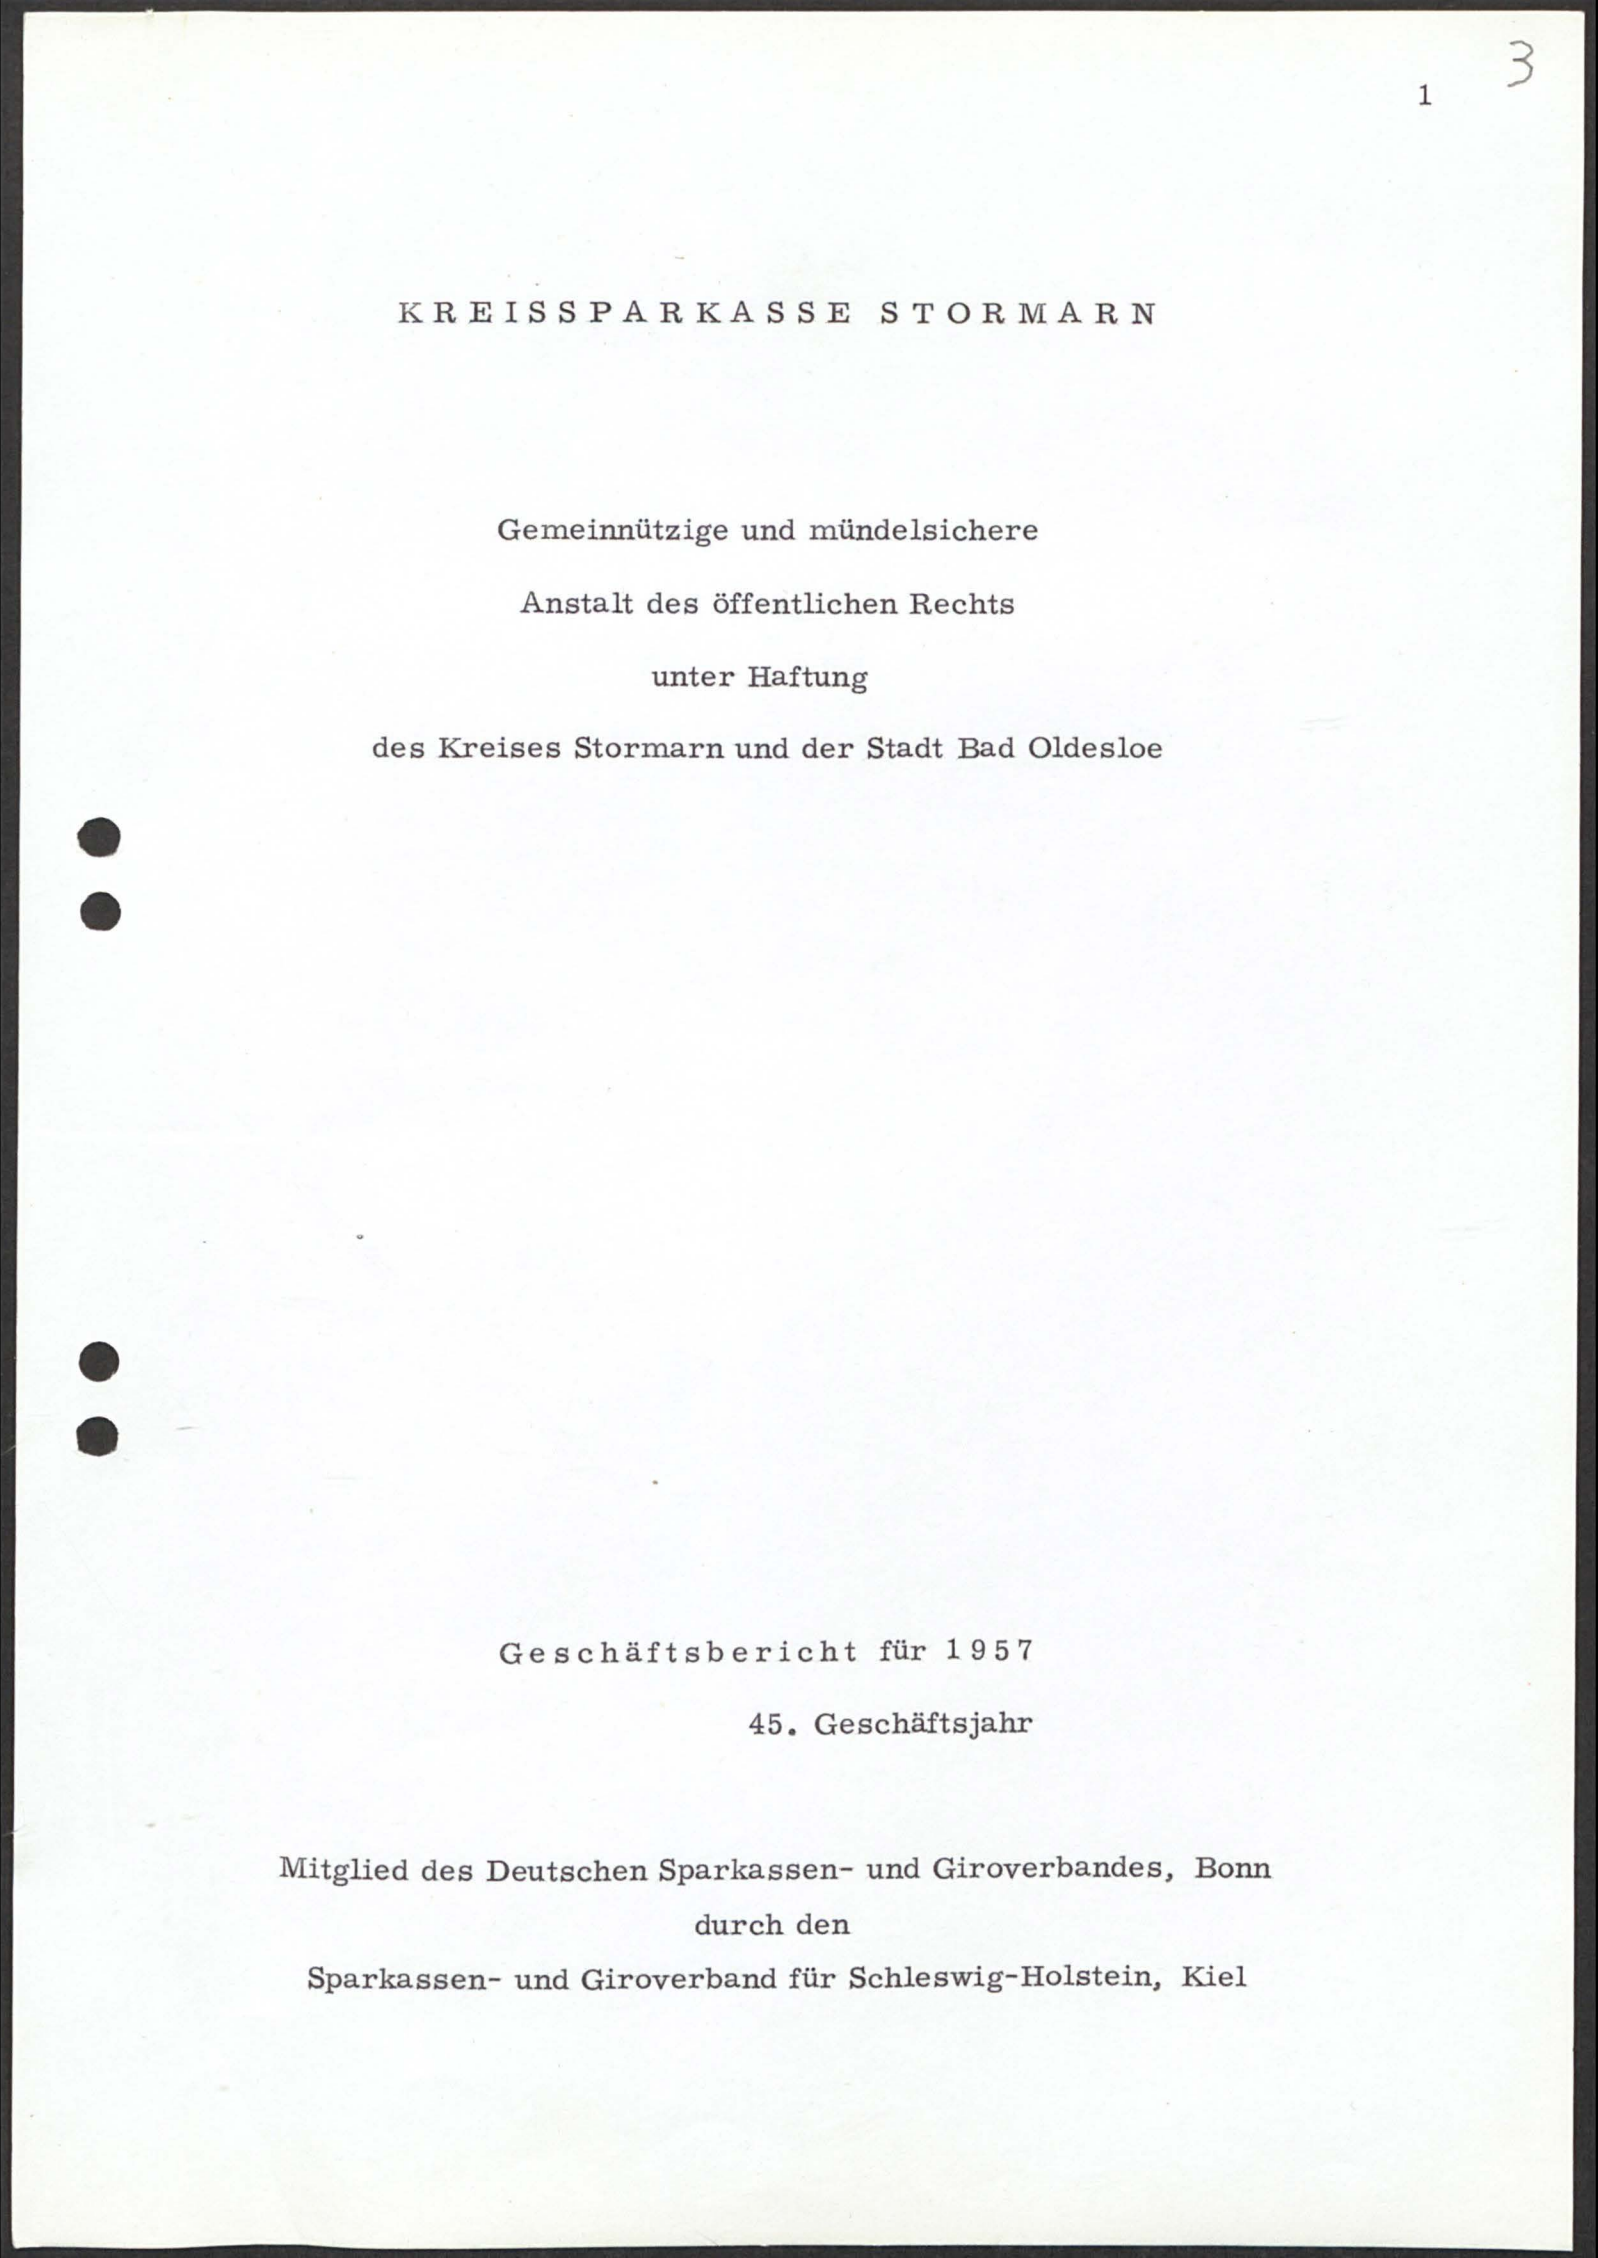 3
1
KREISSPARKASSE STORMARN
Gemeinnützige und mündelsichere
Anstalt des öffentlichen Rechts
unter Haftung
des Kreises Stormarn und der Stadt Bad Oldesloe
Geschäftsbericht für 1957
45. Geschäftsjahr
Mitglied des Deutschen Sparkassen- und Giroverbandes, Bonn
durch den
Sparkassen- und Giroverband für Schleswig-Holstein, Kiel